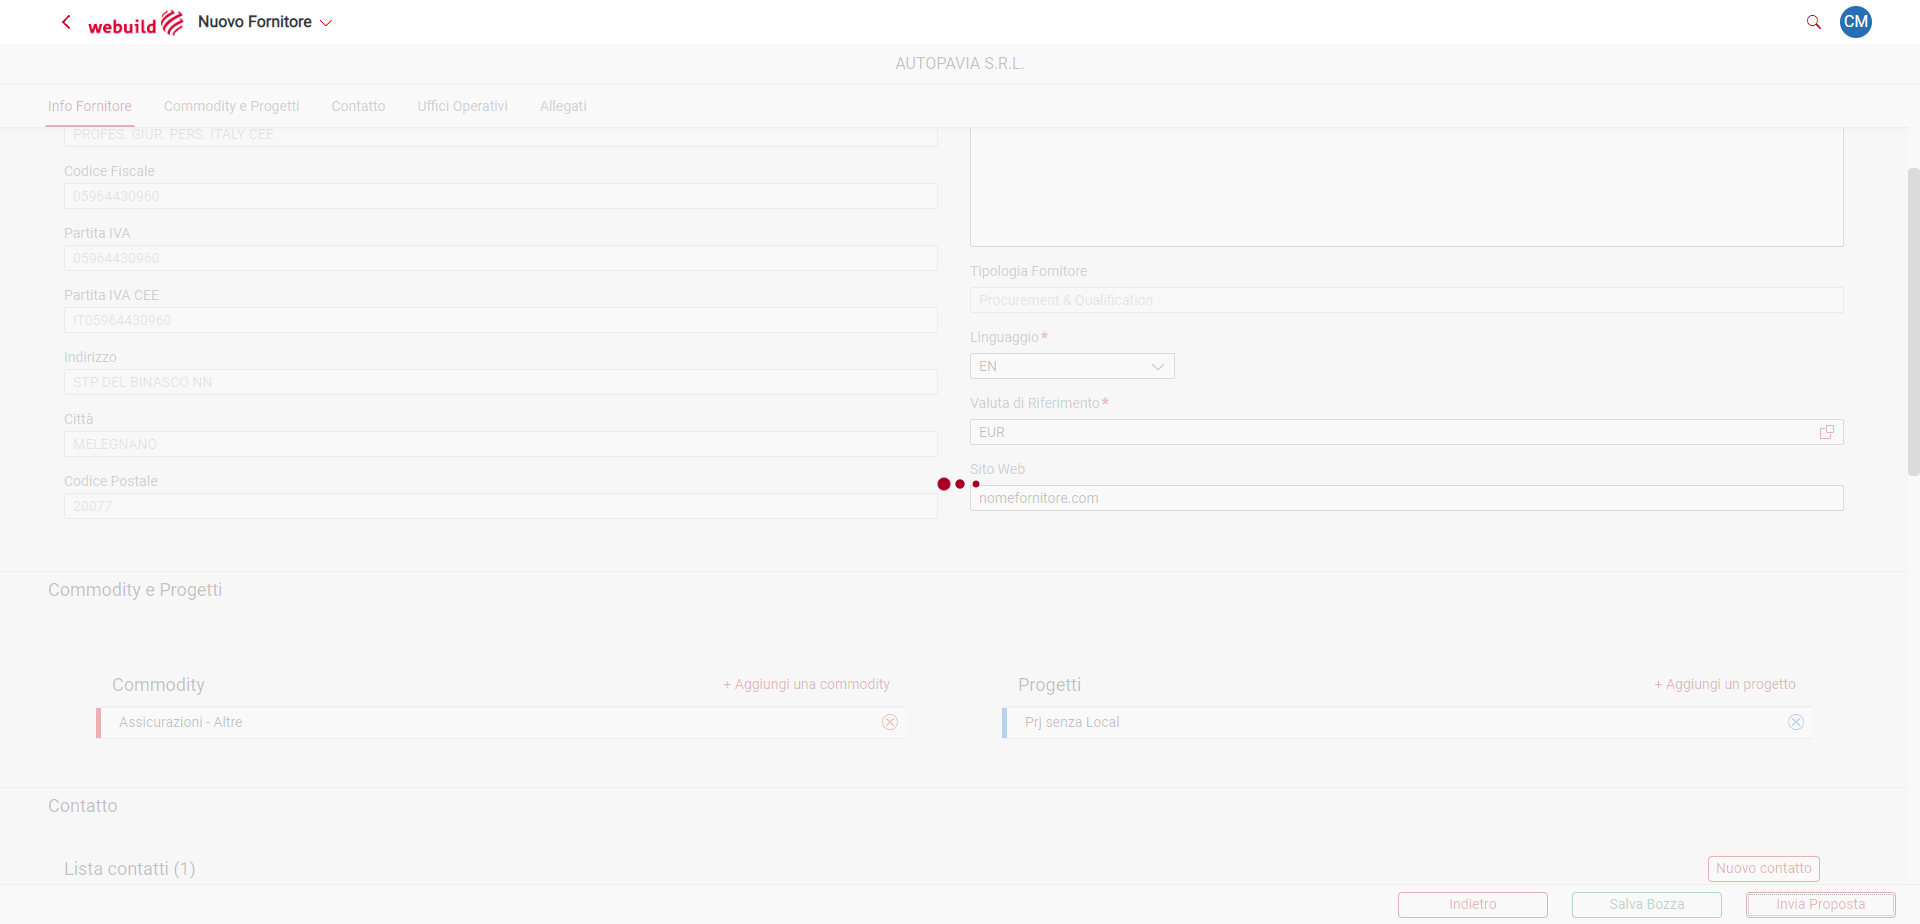 webuild
Nuovo Fornitore
CM
AUTOPAVIA S.R.L.
Info Fornitore
Commodity e Progetti
Contatto
Uffici Operativi
Allegati
PROFES. GIUR. PERS. ITALY CEE
Codice Fiscale
05964430960
Partita IVA
05964430960
Partita IVA CEE
IT05964430960
Indirizzo
STP DEL BINASCO NN
Città
MELEGNANO
Codice Postale
20077
Tipologia Fornitore
Procurement & Qualification
Linguaggio*
EN
Valuta di Riferimento*
EUR
Sito Web
nomefornitore.com
Commodity e Progetti
Commodity
+ Aggiungi una commodity
Assicurazioni - Altre
Progetti
+ Aggiungi un progetto
Prj senza Local
Contatto
Lista contatti (1)
Nuovo contatto
Indietro
Salva Bozza
Invia Proposta